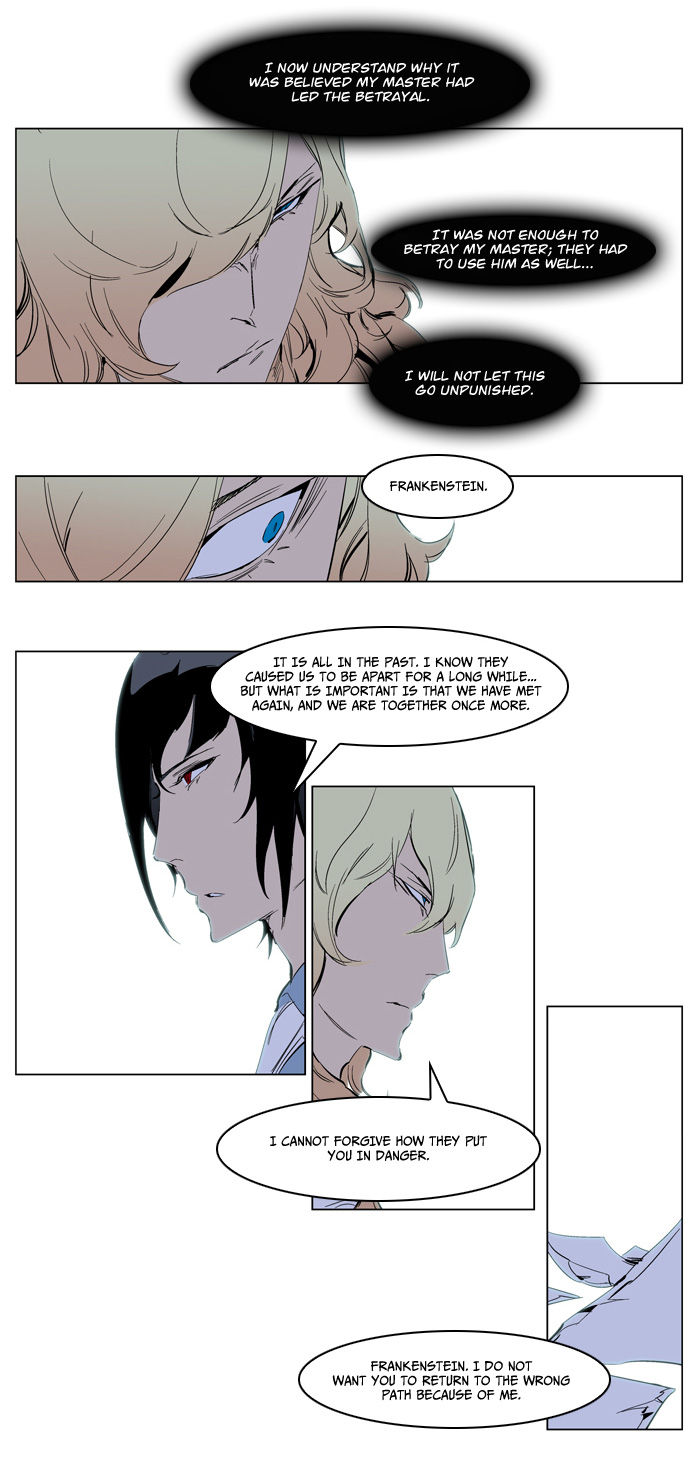 I NOW UNDERSTAND WHY IT
WAS BELIEVED MY MASTER HAD
LED THE BETRAYAL.
IT WAS NOT ENOUGH TO
BETRAY MY MASTER; THEY HAD
TO USE HIM AS WELL...
I WILL NOT LET THIS
GO UNPUNISHED.
FRANKENSTEIN.
IT IS ALL IN THE PAST. I KNOW THEY
CAUSED US TO BE APART FOR A LONG WHILE...
BUT WHAT IS IMPORTANT IS THAT WE HAVE MET
AGAIN, AND WE ARE TOGETHER ONCE MORE.
I CANNOT FORGIVE HOW THEY PUT
YOU IN DANGER.
FRANKENSTEIN. I DO NOT
WANT YOU TO RETURN TO THE WRONG
PATH BECAUSE OF ME.